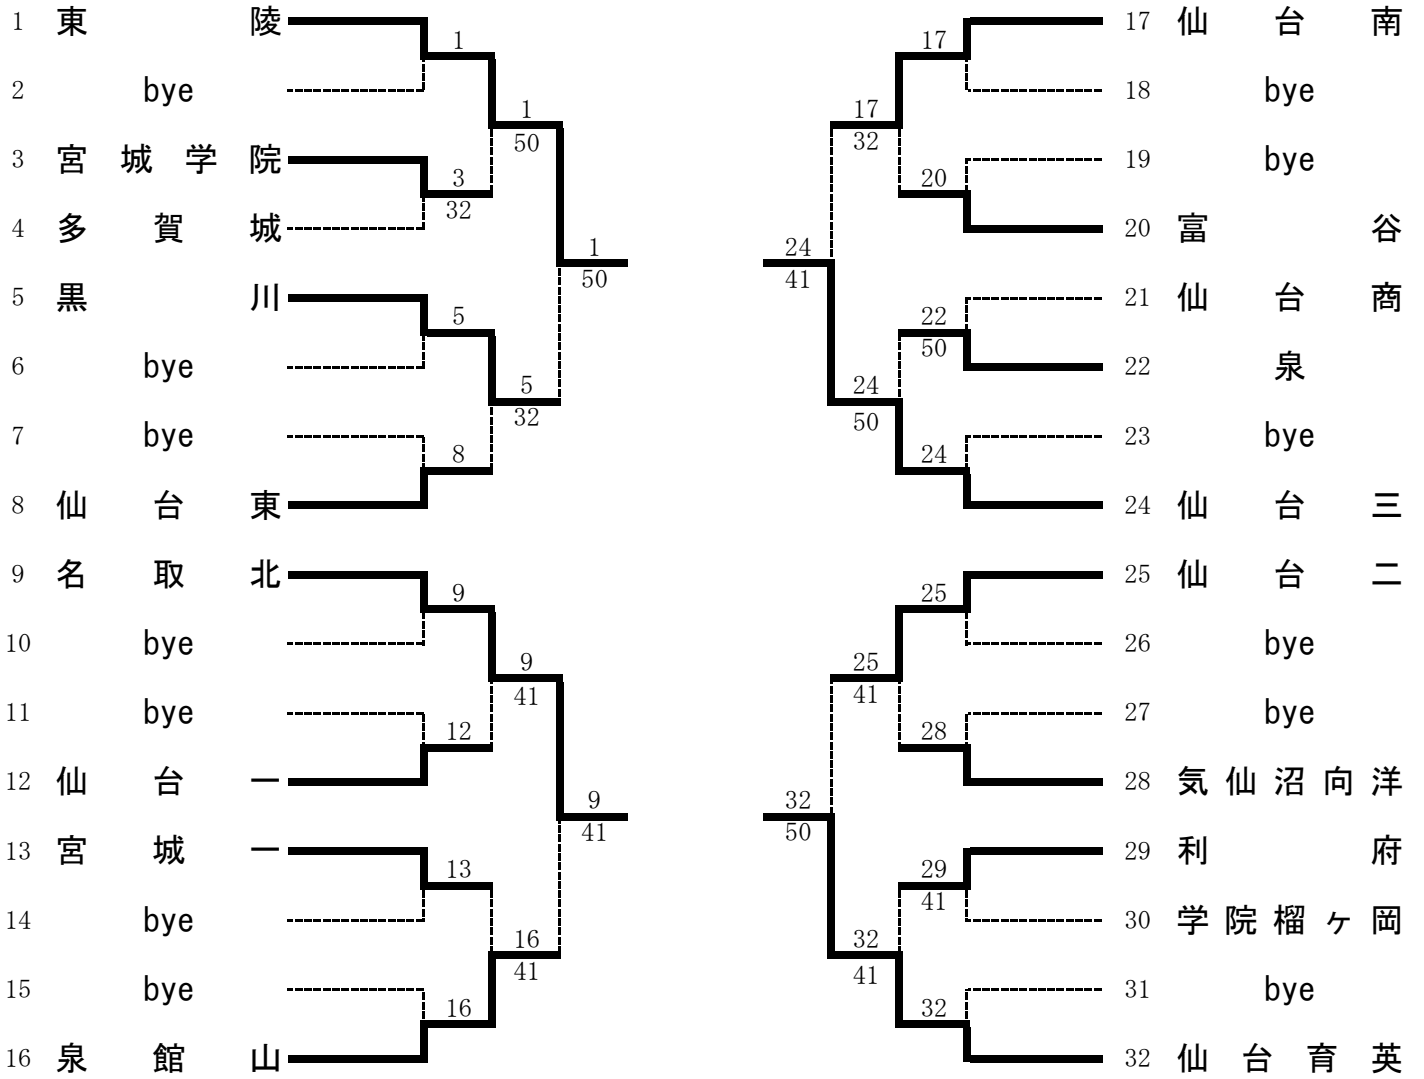 1 東陵 1 17 17 仙台南
2 bye 18 bye
1 50 17 32
3 宮城学院 3 32 20 19 bye
4 多賀城 20 富谷
1 50 24 41
5 黒川 5 22 50 21 仙台商
6 bye 22 泉
5 32 24 50
7 bye 8 24 23 bye
8 仙台東 24 仙台三
9 名取北 9 25 25 仙台二
10 bye 26 bye
9 41 25 41
11 bye 12 28 27 bye
12 仙台一 28 気仙沼向洋
9 41 32 50
13 宮城一 13 29 41 29 利府
14 bye 30 学院榴ヶ岡
16 41 32 41
15 bye 16 32 31 bye
16 泉館山 32 仙台育英